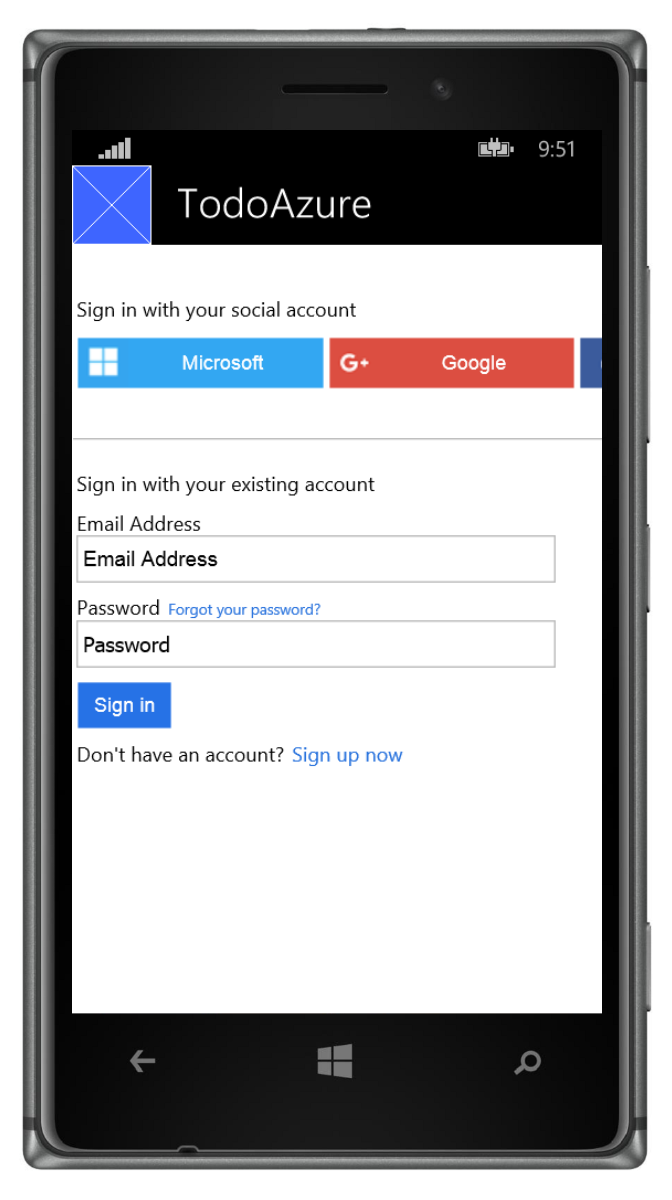 9:51
TodoAzure
Sign in with your social account
Microsoft G+ Google
Sign in with your existing account
Email Address
Email Address
Password Forgot your password?
Password
Sign in
Don't have an account? Sign up now